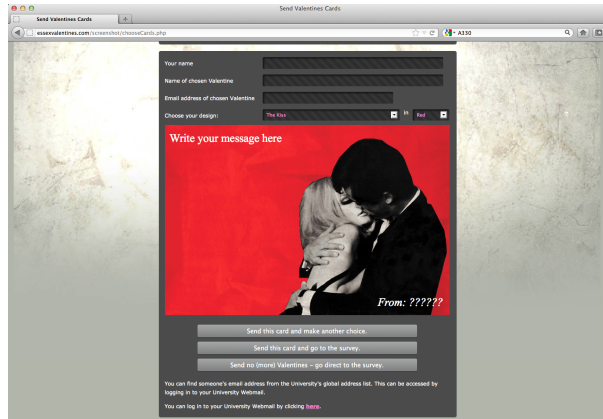 Send Valentines Cards
Send Valentines Cards
essexvalentines.com/screenshot/chooseCards.php
A330
Your name
Name of chosen Valentine
Email address of chosen Valentine
Choose your design: The Kiss in Red
Write your message here
From: ??????
Send this card and make another choice.
Send this card and go to the survey.
Send no (more) Valentines – go direct to the survey.
You can find someone's email address from the University's global address list. This can be accessed by
logging in to your University Webmail.
You can log in to your University Webmail by clicking here.